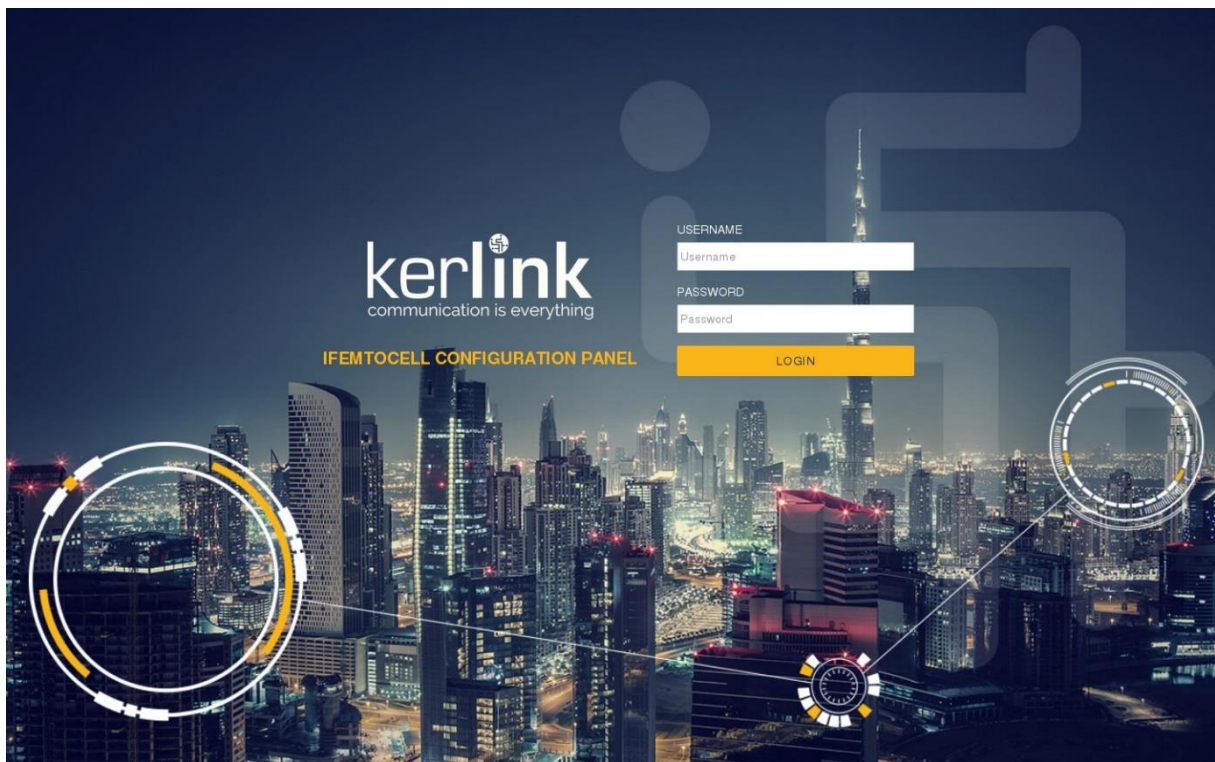 kerlink
communication is everything
IFEMTOCELL CONFIGURATION PANEL
USERNAME
Username
PASSWORD
Password
LOGIN